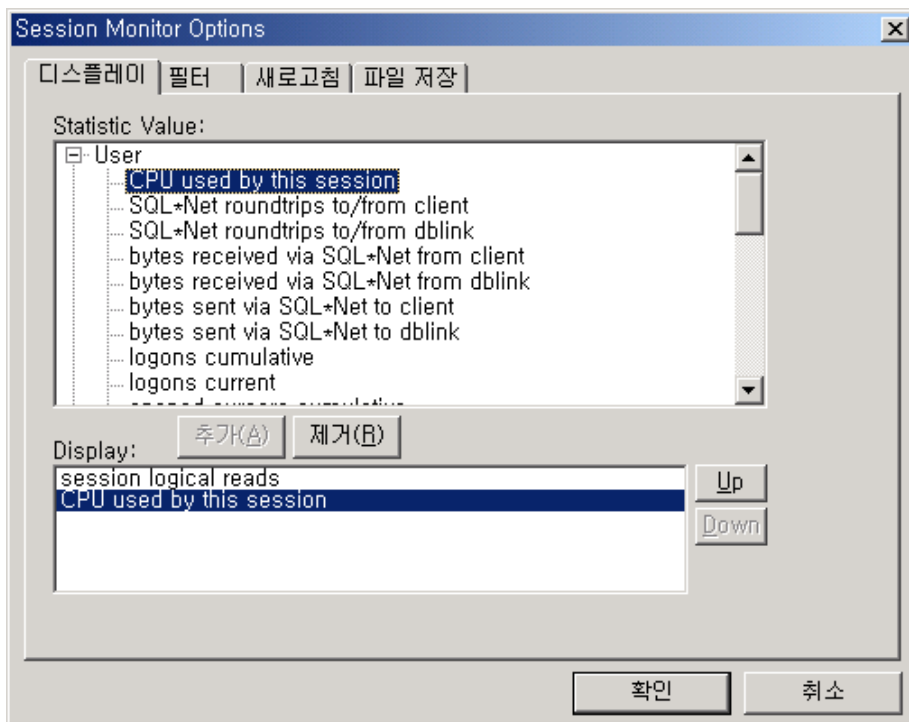 Session Monitor Options
디스플레이 필터 새로고침 파일 저장
Statistic Value:
User
CPU used by this session
SQL*Net roundtrips to/from client
SQL*Net roundtrips to/from dblink
bytes received via SQL*Net from client
bytes received via SQL*Net from dblink
bytes sent via SQL*Net to client
bytes sent via SQL*Net to dblink
logons cumulative
logons current
opened cursors cumulative
추가(A) 제거(R)
Display:
session logical reads
CPU used by this session
Up
Down
확인 취소